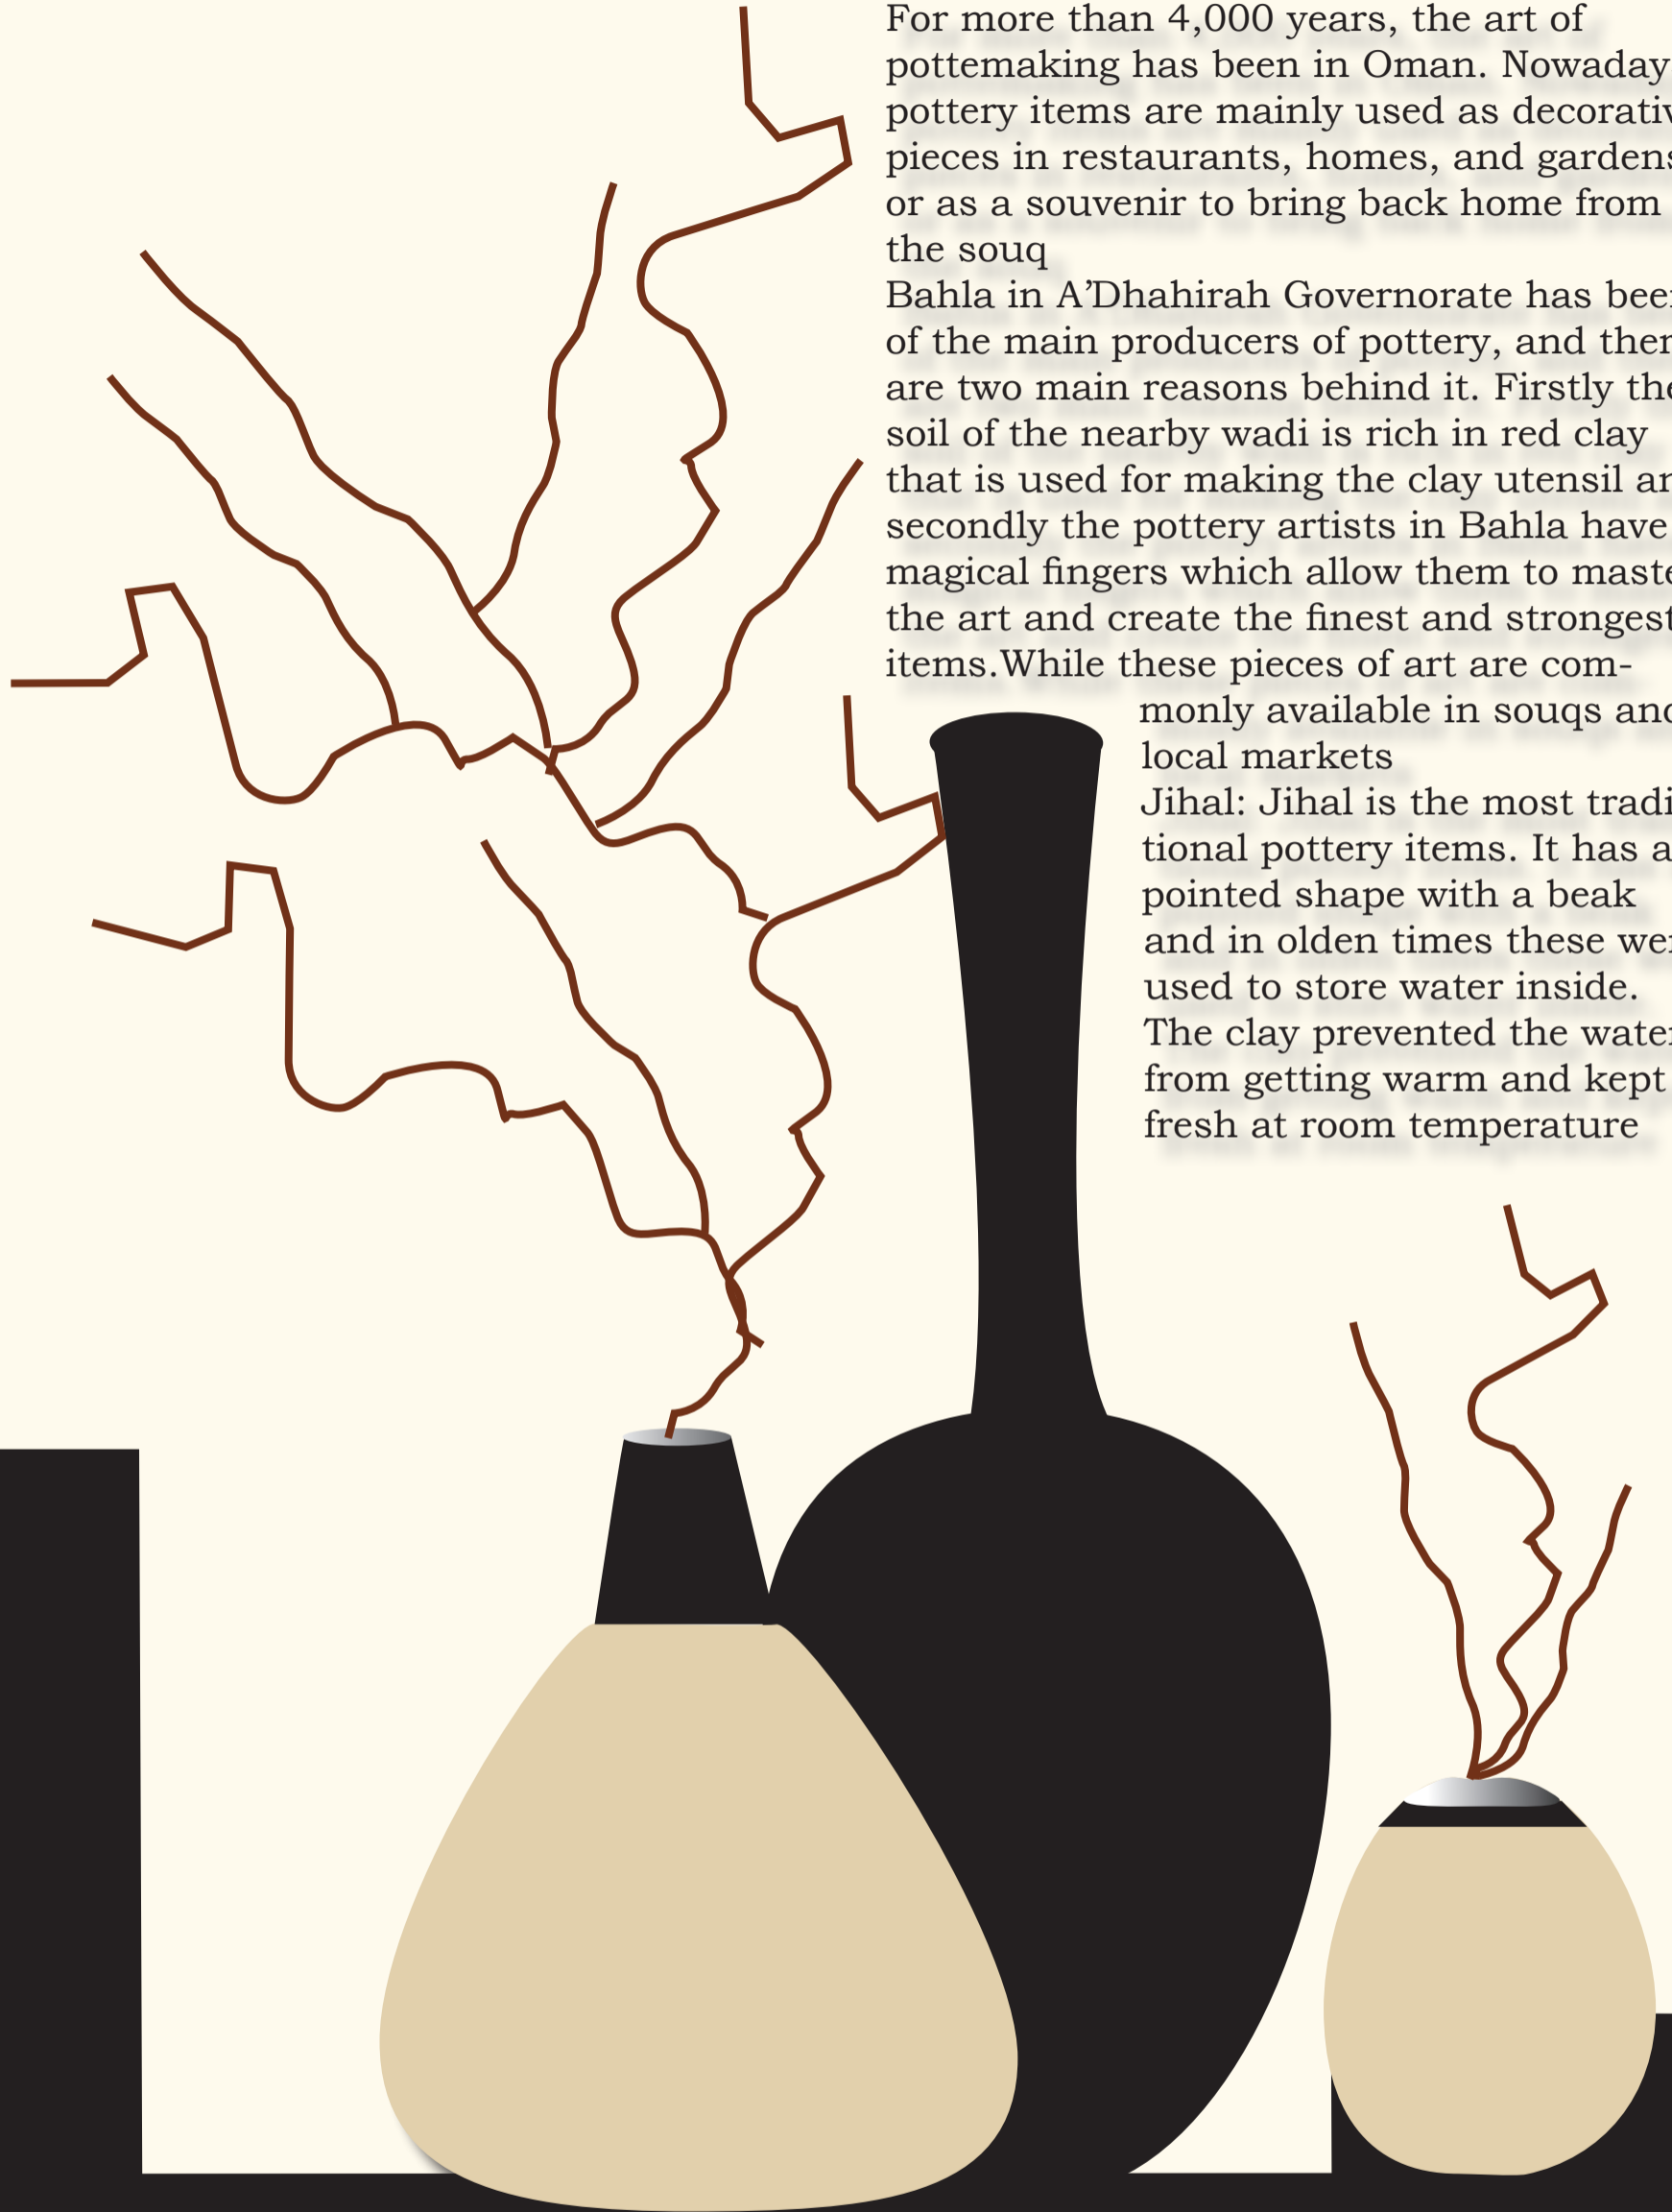 For more than 4,000 years, the art of
pottemaking has been in Oman. Nowaday
pottery items are mainly used as decorativ
pieces in restaurants, homes, and gardens
or as a souvenir to bring back home from
the souq
Bahla in A’Dhahirah Governorate has been
of the main producers of pottery, and ther
are two main reasons behind it. Firstly the
soil of the nearby wadi is rich in red clay
that is used for making the clay utensil an
secondly the pottery artists in Bahla have
magical fingers which allow them to maste
the art and create the finest and strongest
items.While these pieces of art are com-
monly available in souqs and
local markets
Jihal: Jihal is the most tradi
tional pottery items. It has a
pointed shape with a beak
and in olden times these wer
used to store water inside.
The clay prevented the water
from getting warm and kept
fresh at room temperature